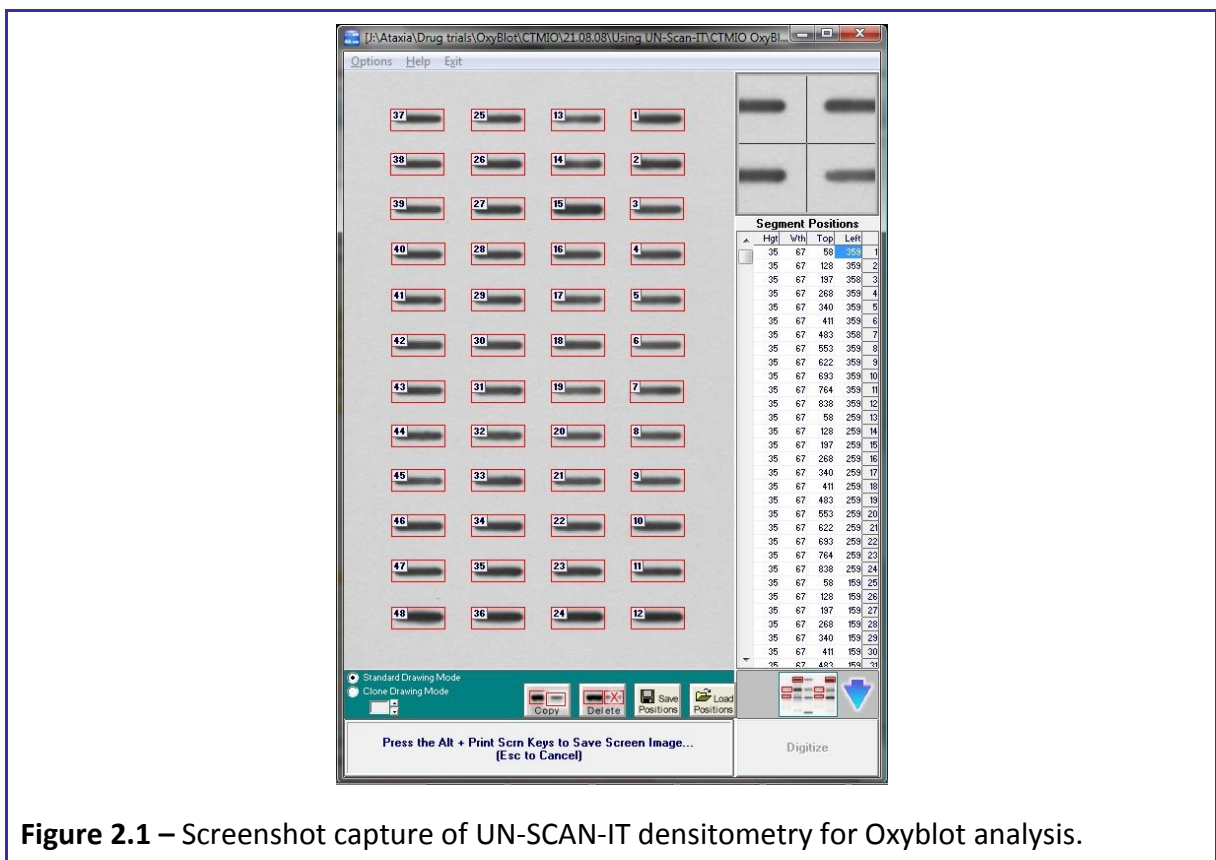 [J:\Ataxia\Drug trials\OxyBlot\CTMIO\21.08.08\Using UN-Scan-IT\CTMIO OxyBl...
Options Help Exit
37 25 13 1
38 26 14 2
39 27 15 3
40 28 16 4
41 29 17 5
42 30 18 6
43 31 19 7
44 32 20 8
45 33 21 9
46 34 22 10
47 35 23 11
48 36 24 12
Segment Positions
Hgt Wth Top Left
35 67 58 359 1
35 67 128 359 2
35 67 197 358 3
35 67 268 359 4
35 67 340 359 5
35 67 411 359 6
35 67 483 358 7
35 67 553 359 8
35 67 622 359 9
35 67 693 359 10
35 67 764 359 11
35 67 838 359 12
35 67 58 259 13
35 67 128 259 14
35 67 197 259 15
35 67 268 259 16
35 67 340 259 17
35 67 411 259 18
35 67 483 259 19
35 67 553 259 20
35 67 622 259 21
35 67 693 259 22
35 67 764 259 23
35 67 838 259 24
35 67 58 159 25
35 67 128 159 26
35 67 197 159 27
35 67 268 159 28
35 67 340 159 29
35 67 411 159 30
35 67 483 159 31
Standard Drawing Mode
Clone Drawing Mode
Copy
Delete
Save
Positions
Load
Positions
Press the Alt + Print Scrn Keys to Save Screen Image...
(Esc to Cancel)
Digitize
Figure 2.1 – Screenshot capture of UN-SCAN-IT densitometry for Oxyblot analysis.